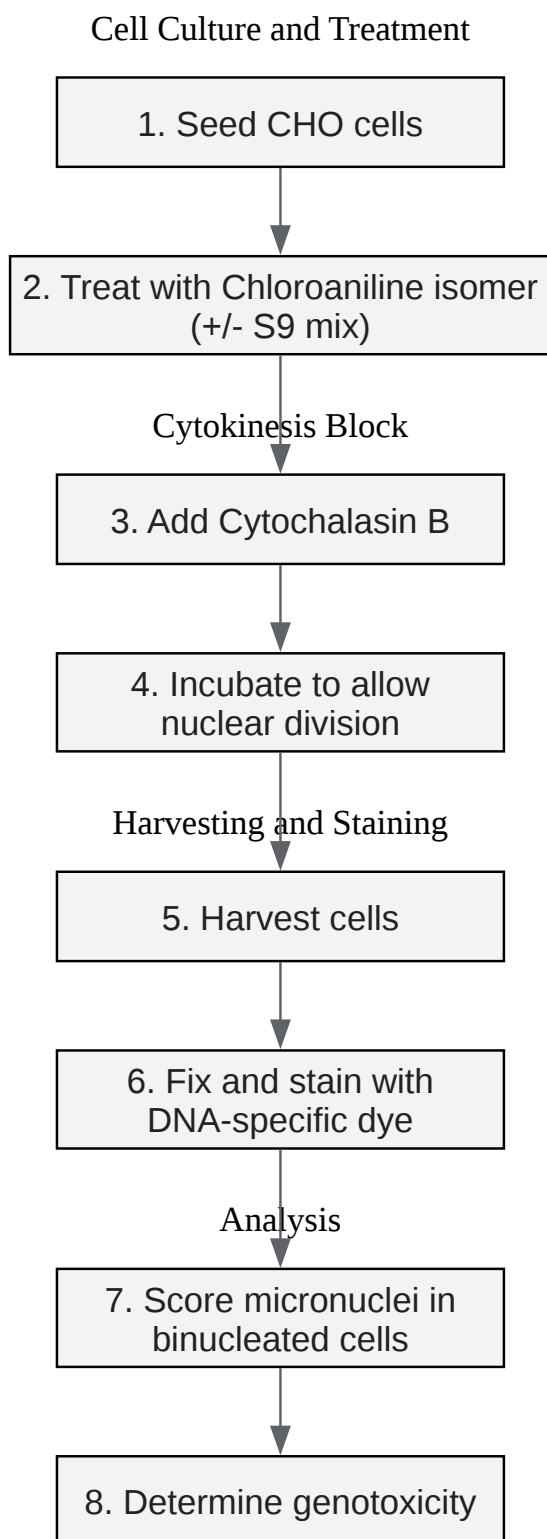 Cell Culture and Treatment
1. Seed CHO cells
2. Treat with Chloroaniline isomer
(+/- S9 mix)
Cytokinesis Block
3. Add Cytochalasin B
4. Incubate to allow
nuclear division
Harvesting and Staining
5. Harvest cells
6. Fix and stain with
DNA-specific dye
Analysis
7. Score micronuclei in
binucleated cells
8. Determine genotoxicity